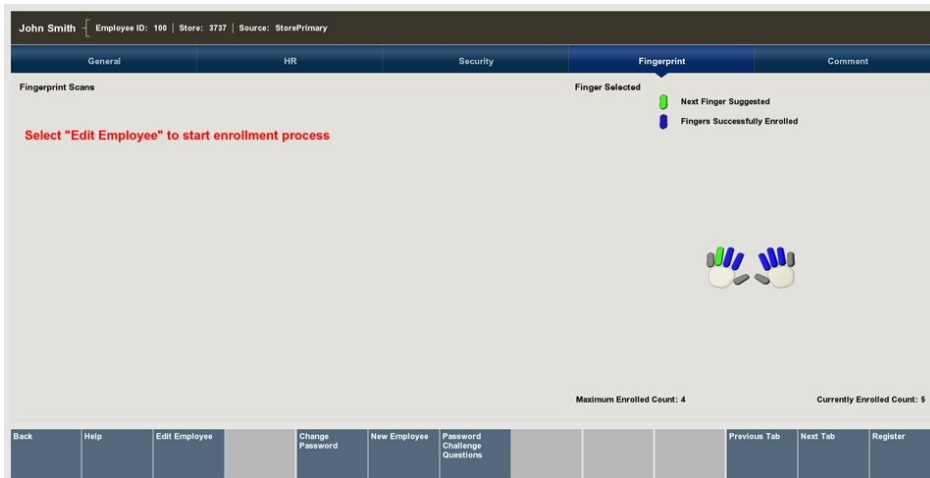 John Smith Employee ID: 100 | Store: 3737 | Source: StorePrimary
General HR Security Fingerprint Comment
Fingerprint Scans
Select "Edit Employee" to start enrollment process
Finger Selected
Next Finger Suggested
Fingers Successfully Enrolled
Maximum Enrolled Count: 4 Currently Enrolled Count: 5
Back Help Edit Employee Change New Employee Password Previous Tab Next Tab Register
Password Challenge
Questions